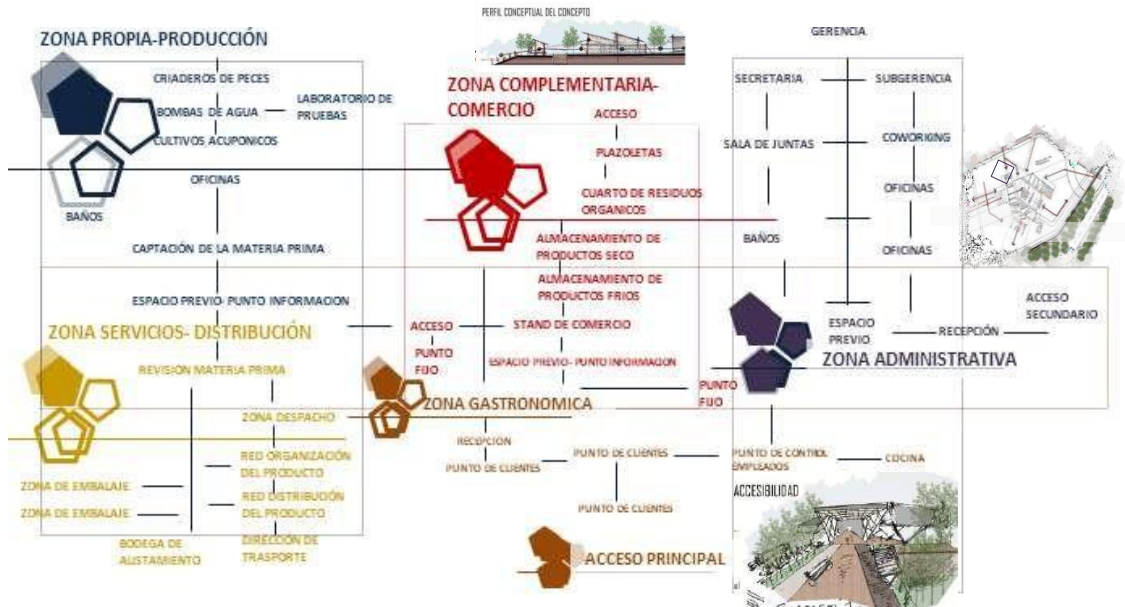 PERFIL CONCEPTUAL DEL CONCEPTO
ZONA PROPIA-PRODUCCIÓN
CRIADEROS DE PECES
BOMBAS DE AGUA
LABORATORIO DE
PRUEBAS
CULTIVOS ACUPONICOS
OFICINAS
BAÑOS
CAPTACIÓN DE LA MATERIA PRIMA
ESPACIO PREVIO- PUNTO INFORMACION
ZONA COMPLEMENTARIA-
COMERCIO
ACCESO
PLAZOLETAS
CUARTO DE RESIDUOS
ORGANICOS
ALMACENAMIENTO DE
PRODUCTOS SECO
ALMACENAMIENTO DE
PRODUCTOS FRIOS
ACCESO
STAND DE COMERCIO
PUNTO
FIJO
ESPACIO PREVIO- PUNTO INFORMACION
PUNTO
FIJO
GERENCIA
SECRETARIA
SUBGERENCIA
SALA DE JUNTAS
COWORKING
OFICINAS
BAÑOS
OFICINAS
ESPACIO
PREVIO
RECEPCIÓN
ACCESO
SECUNDARIO
ZONA ADMINISTRATIVA
ZONA SERVICIOS- DISTRIBUCIÓN
REVISIÓN MATERIA PRIMA
ZONA DESPACHO
RED ORGANIZACIÓN
DEL PRODUCTO
ZONA DE EMBALAJE
RED DISTRIBUCIÓN
DEL PRODUCTO
ZONA DE EMBALAJE
BODEGA DE
ALISTAMIENTO
DIRECCIÓN DE
TRASPORTE
ZONA GASTRONOMICA
RECEPCION
PUNTO DE CLIENTES
PUNTO DE CLIENTES
PUNTO DE CONTROL
EMPLEADOS
COCINA
PUNTO DE CLIENTES
ACCESO PRINCIPAL
ACCESIBILIDAD